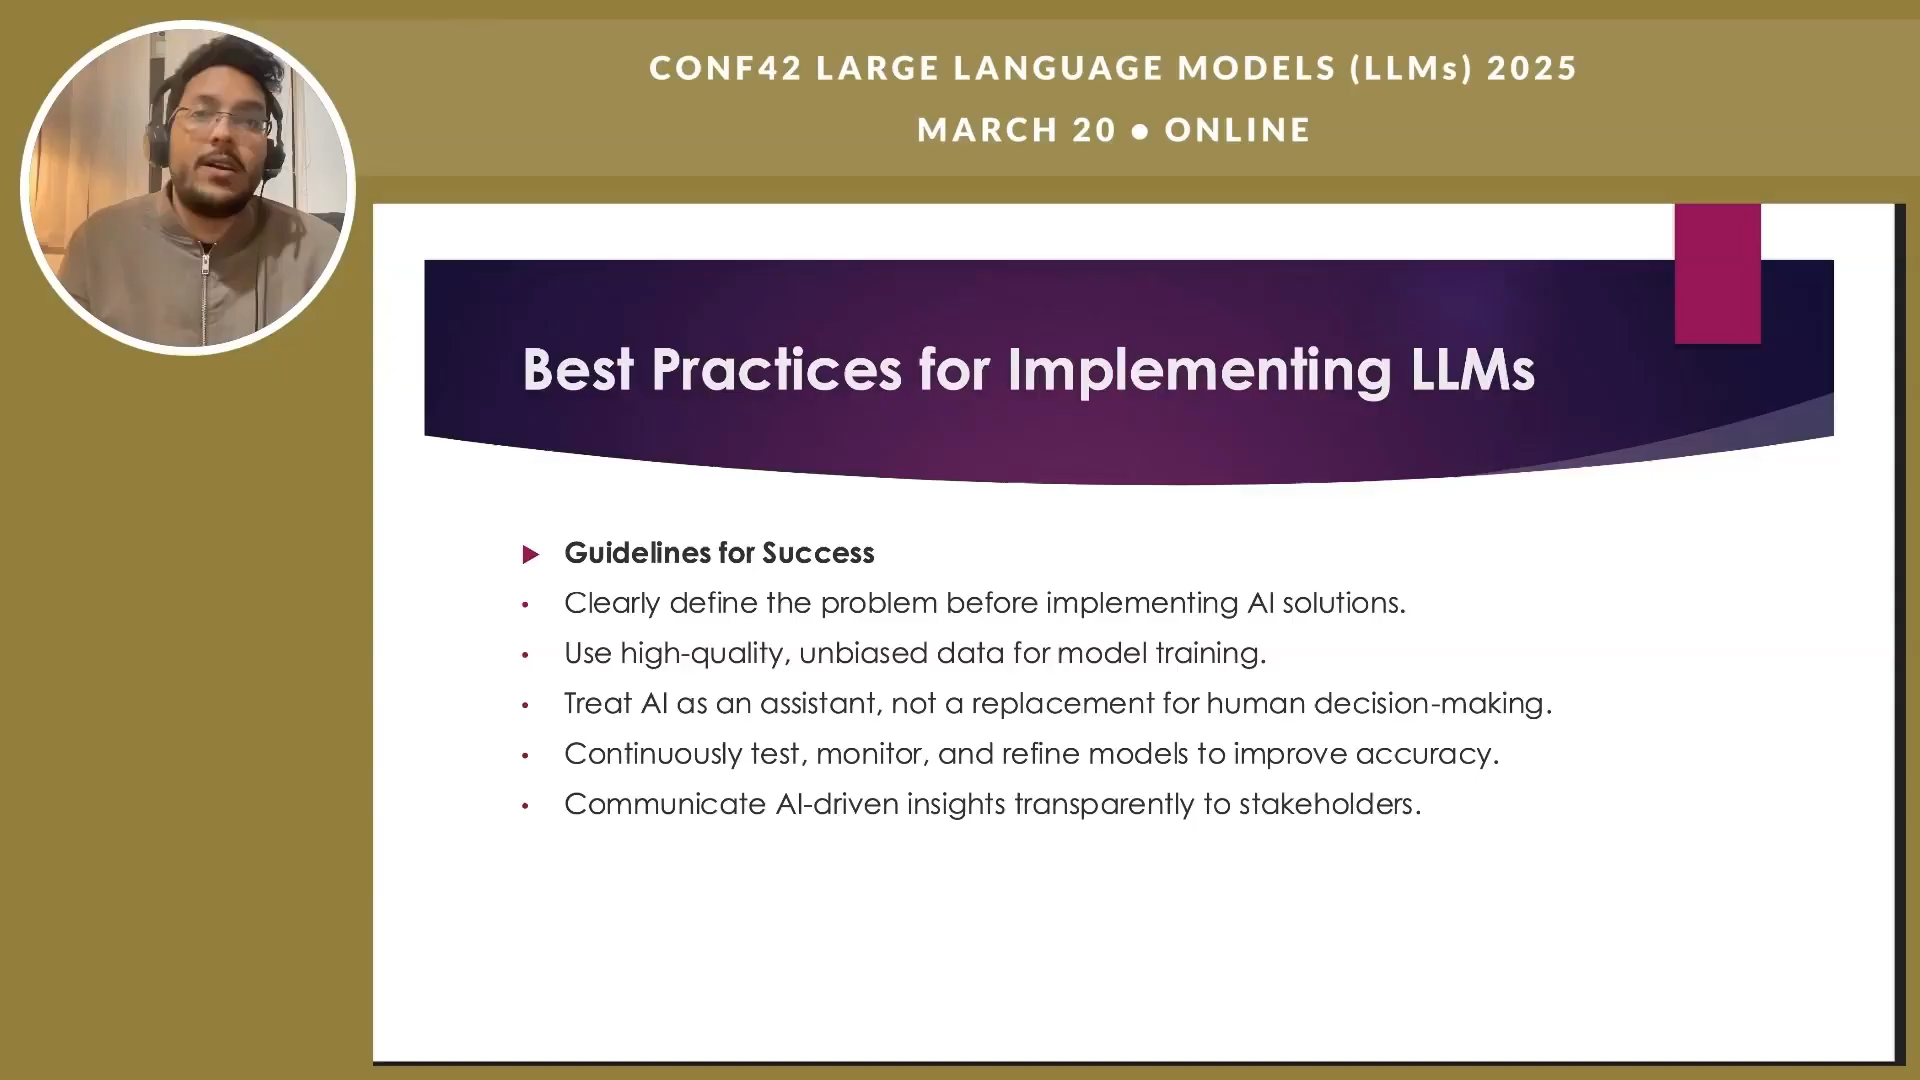 CONF42 LARGE LANGUAGE MODELS (LLMs) 2025
MARCH 20 ● ONLINE
Best Practices for Implementing LLMs
Guidelines for Success
Clearly define the problem before implementing AI solutions.
Use high-quality, unbiased data for model training.
Treat AI as an assistant, not a replacement for human decision-making.
Continuously test, monitor, and refine models to improve accuracy.
Communicate AI-driven insights transparently to stakeholders.